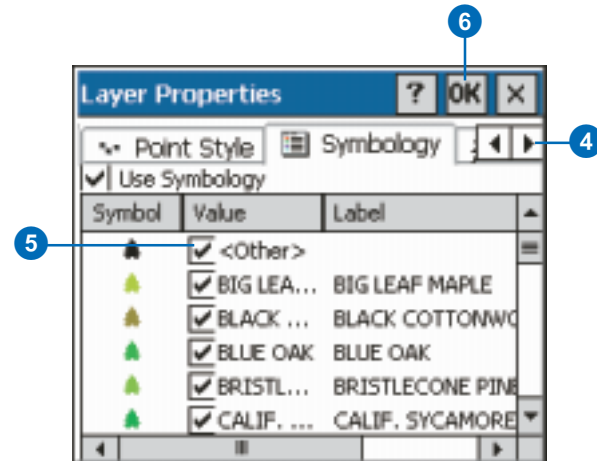 6
Layer Properties ? OK ×
Point Style Symbology
4
Use Symbology
Symbol Value Label
5
<Other>
BIG LEA... BIG LEAF MAPLE
BLACK ... BLACK COTTONWO
BLUE OAK BLUE OAK
BRISTL... BRISTLECONE PINE
CALIF. ... CALIF. SYCAMORE